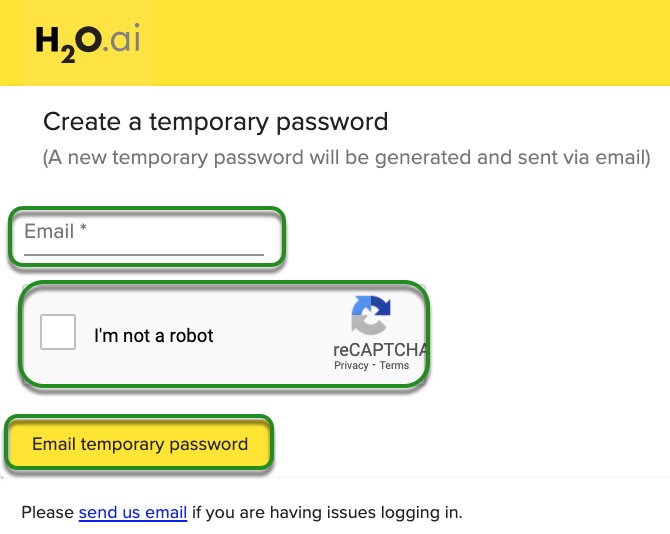 H2O.ai
Create a temporary password
(A new temporary password will be generated and sent via email)
Email *
I'm not a robot
reCAPTCHA
Privacy - Terms
Email temporary password
Please send us email if you are having issues logging in.